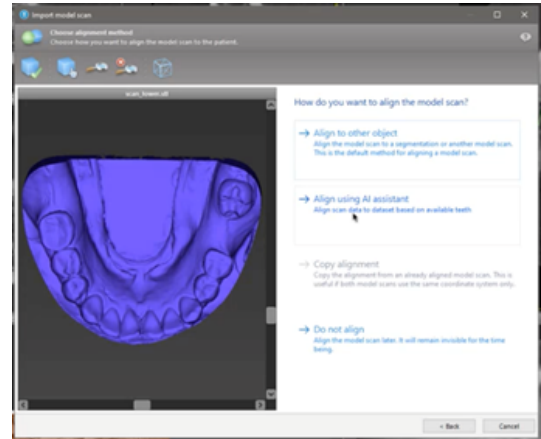 Import model scan
Choose alignment method
Choose how you want to align the model scan to the patient.
scan_lower.stl
How do you want to align the model scan?
Align to other object
Align the model scan to a segmentation or another model scan.
This is the default method for aligning a model scan.
Align using AI assistant
Align scan data to dataset based on available teeth
Copy alignment
Copy the alignment from an already aligned model scan. This is
useful if both model scans use the same coordinate system only.
Do not align
Align the model scan later. It will remain invisible for the time
being.
< Back
Cancel